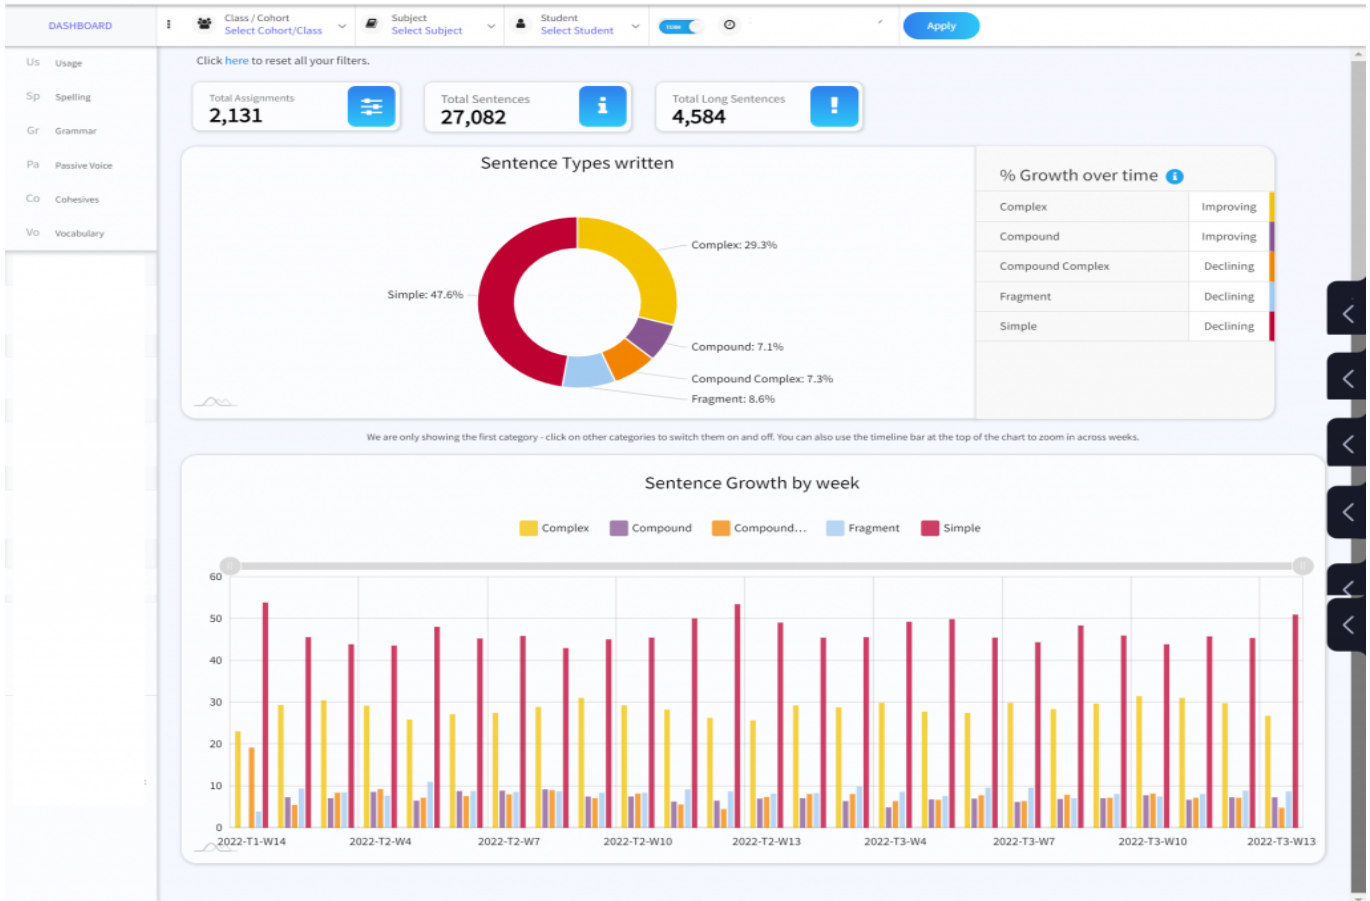 DASHBOARD
Class / Cohort
Select Cohort/Class
Subject
Select Subject
Student
Select Student
TERM
Apply
Us Usage
Sp Spelling
Gr Grammar
Pa Passive Voice
Co Cohesives
Vo Vocabulary
Click here to reset all your filters.
Total Assignments
2,131
Total Sentences
27,082
Total Long Sentences
4,584
Sentence Types written
Complex: 29.3%
Simple: 47.6%
Compound: 7.1%
Compound Complex: 7.3%
Fragment: 8.6%
% Growth over time
Complex Improving
Compound Improving
Compound Complex Declining
Fragment Declining
Simple Declining
We are only showing the first category - click on other categories to switch them on and off. You can also use the timeline bar at the top of the chart to zoom in across weeks.
Sentence Growth by week
Complex Compound Compound... Fragment Simple
60
50
40
30
20
10
0
2022-T1-W14 2022-T2-W4 2022-T2-W7 2022-T2-W10 2022-T2-W13 2022-T3-W4 2022-T3-W7 2022-T3-W10 2022-T3-W13